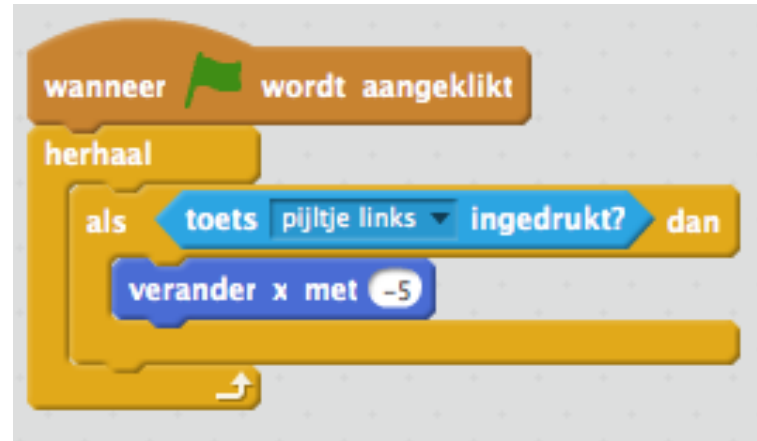 wanneer wordt aangeklikt
herhaal
als toets pijltje links ingedrukt? dan
verander x met -5